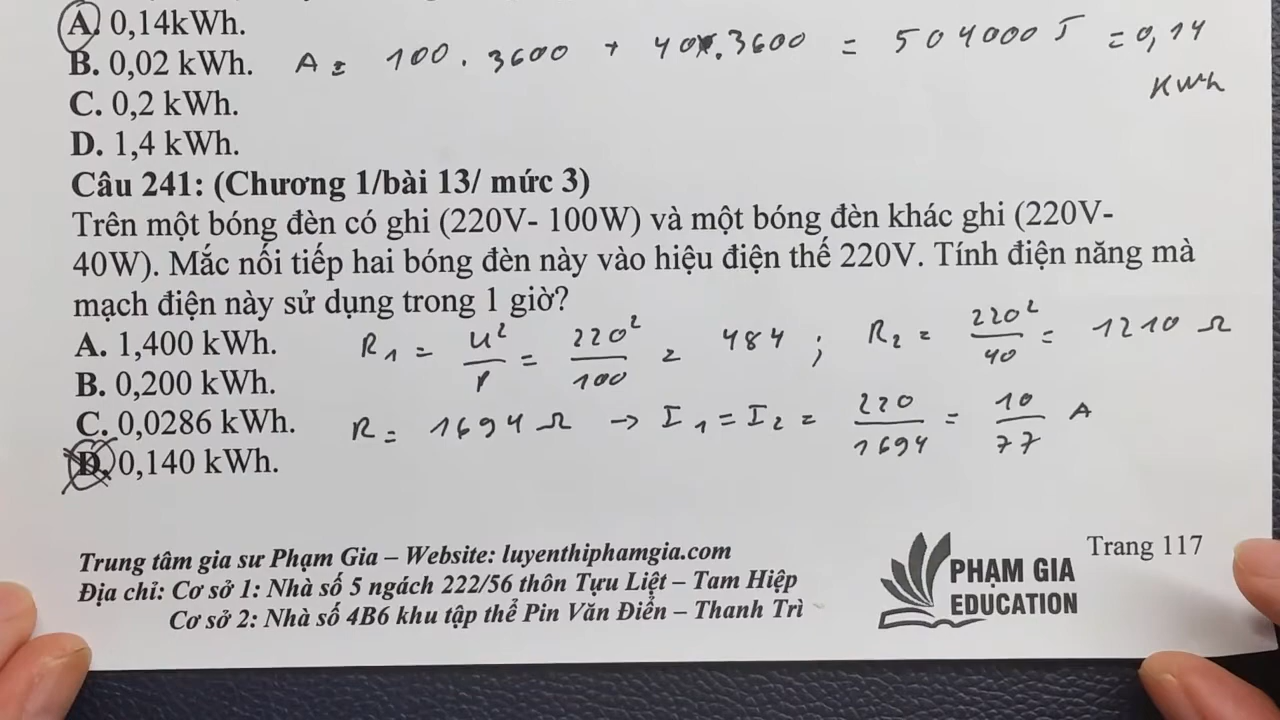 A. 0,14kWh.
B. 0,02 kWh. A = 100 . 3600 + 40 . 3600 = 504000 J = 0,14 KWh
C. 0,2 kWh.
D. 1,4 kWh.
Câu 241: (Chương 1/bài 13/ mức 3)
Trên một bóng đèn có ghi (220V- 100W) và một bóng đèn khác ghi (220V-
40W). Mắc nối tiếp hai bóng đèn này vào hiệu điện thế 220V. Tính điện năng mà
mạch điện này sử dụng trong 1 giờ?
A. 1,400 kWh. R₁ = U²/P = 220²/100 = 484 ; R₂ = 220²/40 = 1210 Ω
B. 0,200 kWh.
C. 0,0286 kWh. R = 1694 Ω → I₁ = I₂ = 220/1694 = 10/77 A
D. 0,140 kWh.
Trung tâm gia sư Phạm Gia – Website: luyenthiphamgia.com
Địa chỉ: Cơ sở 1: Nhà số 5 ngách 222/56 thôn Tựu Liệt – Tam Hiệp
Cơ sở 2: Nhà số 4B6 khu tập thể Pin Văn Điển – Thanh Trì
PHẠM GIA
EDUCATION
Trang 117